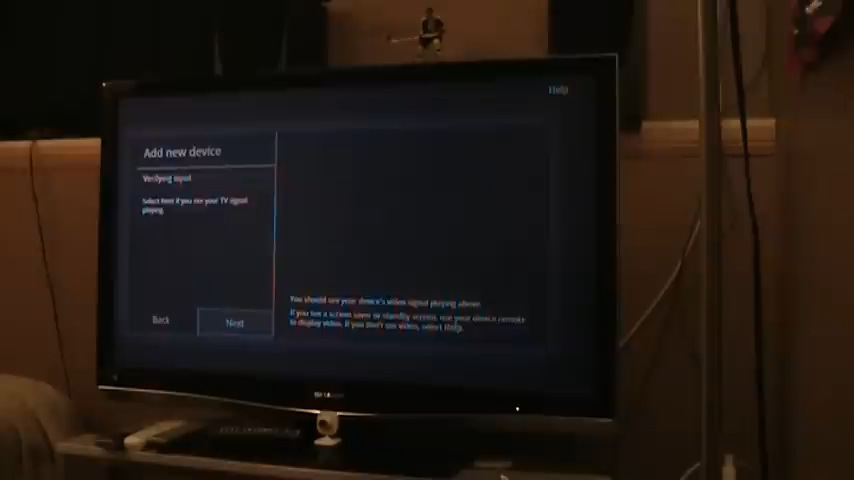 Help
Add new device
Verifying input
Select Next if you see your TV signal
playing.
You should see your device's video signal playing above.
If you see a screen saver or standby screen, use your device remote
to display video. If you don't see video, select Help.
Back
Next